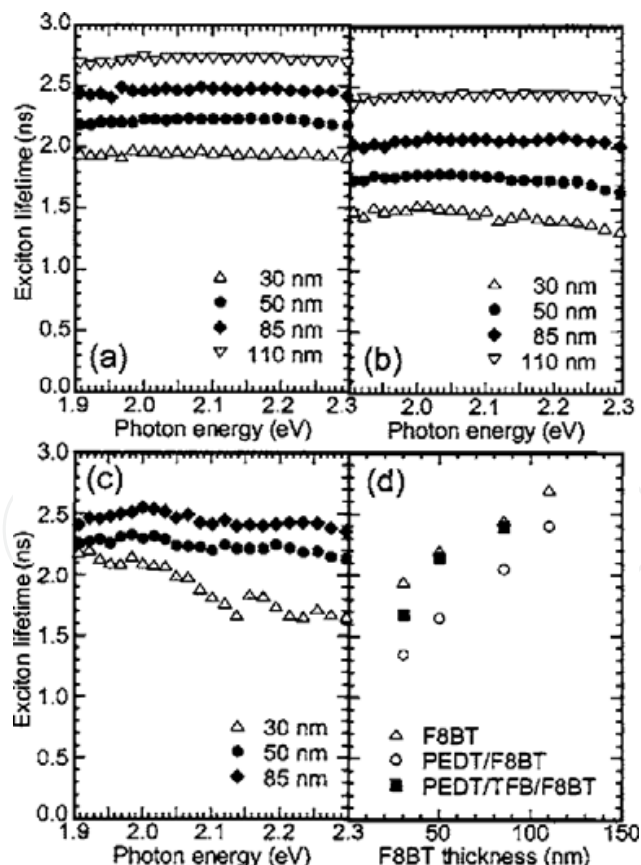 Exciton lifetime (ns)
3.0
2.5
2.0
1.5
1.0
0.5
0.0
30 nm
50 nm
85 nm
110 nm
(a)
1.9 2.0 2.1 2.2 2.3
Photon energy (eV)
30 nm
50 nm
85 nm
110 nm
(b)
2.0 2.1 2.2 2.3
Photon energy (eV)
Exciton lifetime (ns)
3.0
2.5
2.0
1.5
1.0
0.5
0.0
(c)
30 nm
50 nm
85 nm
1.9 2.0 2.1 2.2 2.3
Photon energy (eV)
(d)
F8BT
PEDT/F8BT
PEDT/TFB/F8BT
50 100 150
F8BT thickness (nm)